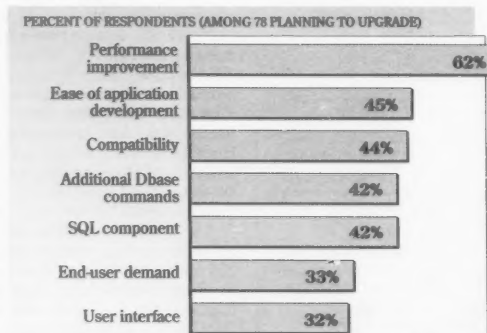 PERCENT OF RESPONDENTS (AMONG 78 PLANNING TO UPGRADE)
Performance
improvement
62%
Ease of application
development
45%
Compatibility
44%
Additional Dbase
commands
42%
SQL component
42%
End-user demand
33%
User interface
32%